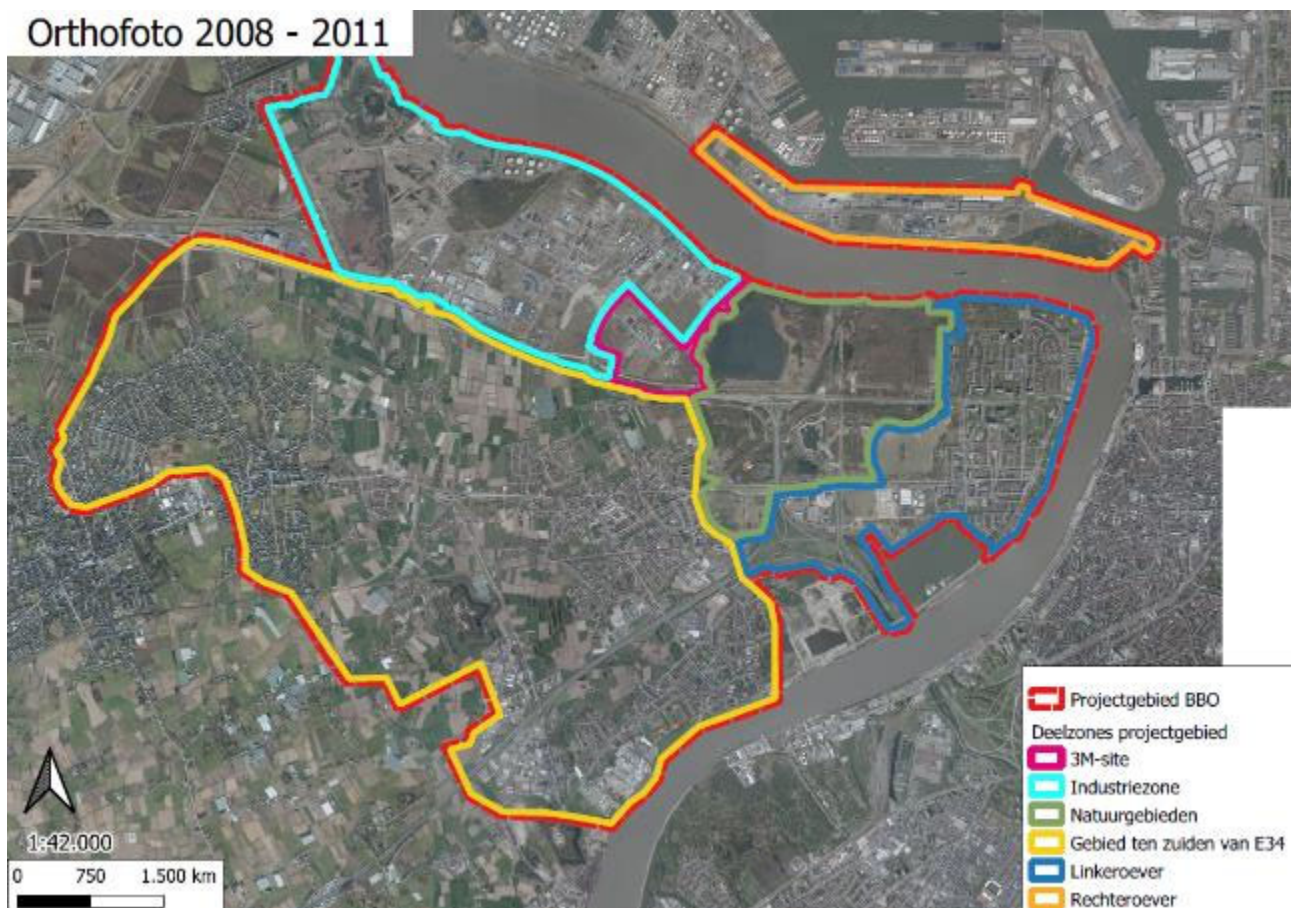 Orthofoto 2008 - 2011
Projectgebied BBO
Deelzones projectgebied
3M-site
Industriezone
Natuurgebieden
Gebied ten zuiden van E34
Linkeroever
Rechteroever
1:42.000
0 750 1.500 km